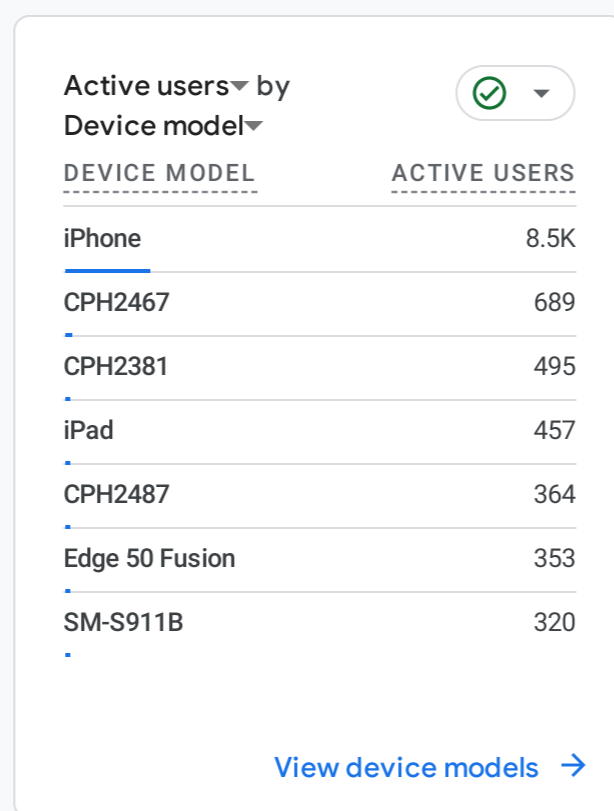 Active users by
Device model
DEVICE MODEL ACTIVE USERS
iPhone 8.5K
CPH2467 689
CPH2381 495
iPad 457
CPH2487 364
Edge 50 Fusion 353
SM-S911B 320
View device models